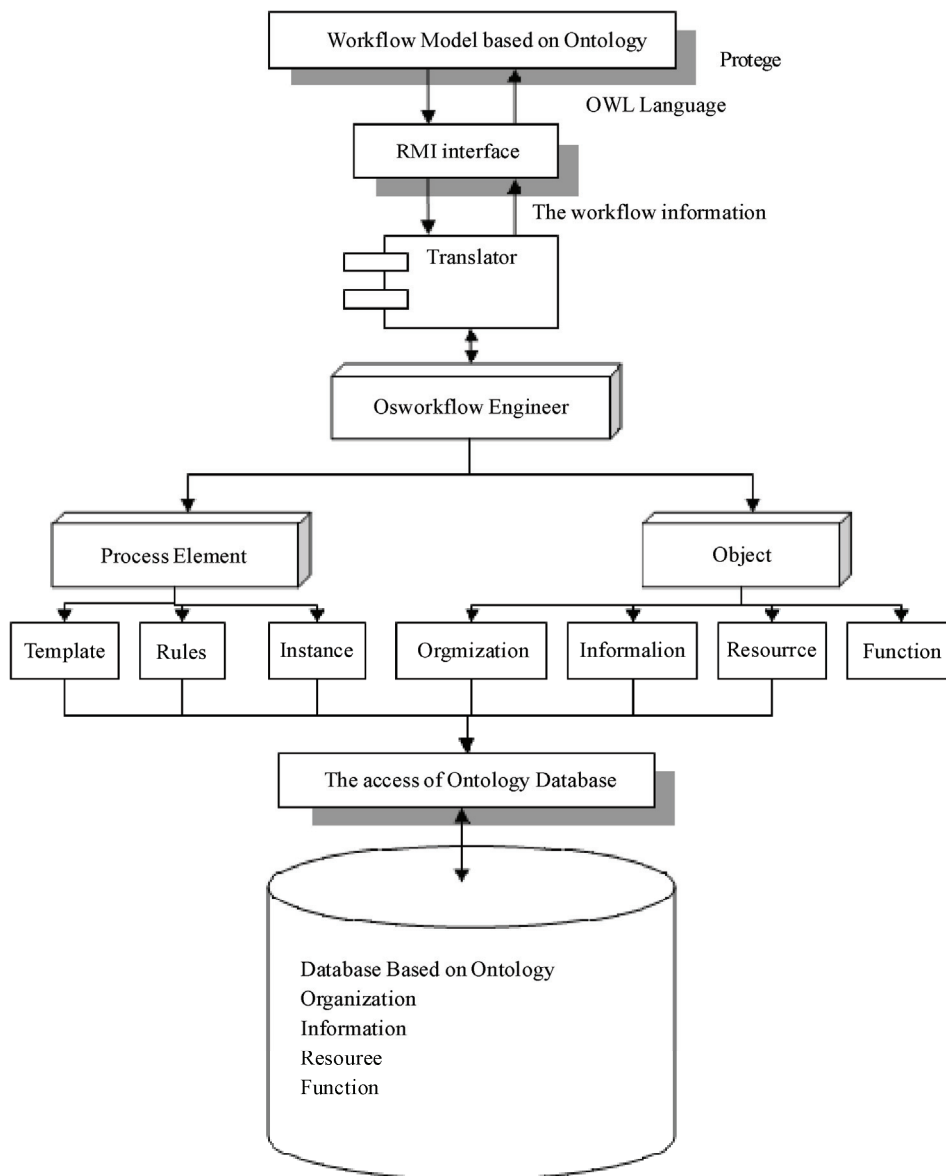 Workflow Model based on Ontology
Protege
OWL Language
RMI interface
The workflow information
Translator
Osworkflow Engineer
Process Element
Object
Template
Rules
Instance
Orgmization
Informalion
Resourrce
Function
The access of Ontology Database
Database Based on Ontology
Organization
Information
Resouree
Function